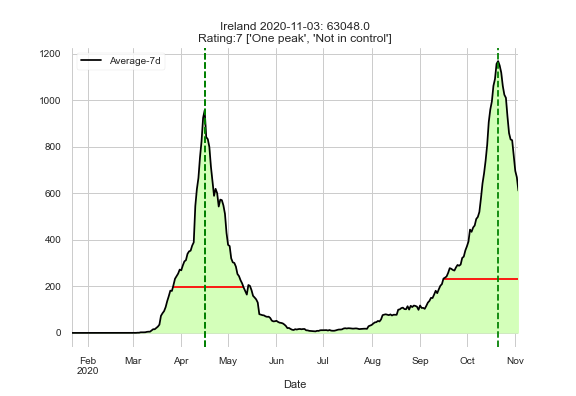 Ireland 2020-11-03: 63048.0
Rating:7 ['One peak', 'Not in control']
Average-7d
1200
1000
800
600
400
200
0
Feb Mar Apr May Jun Jul Aug Sep Oct Nov
2020
Date